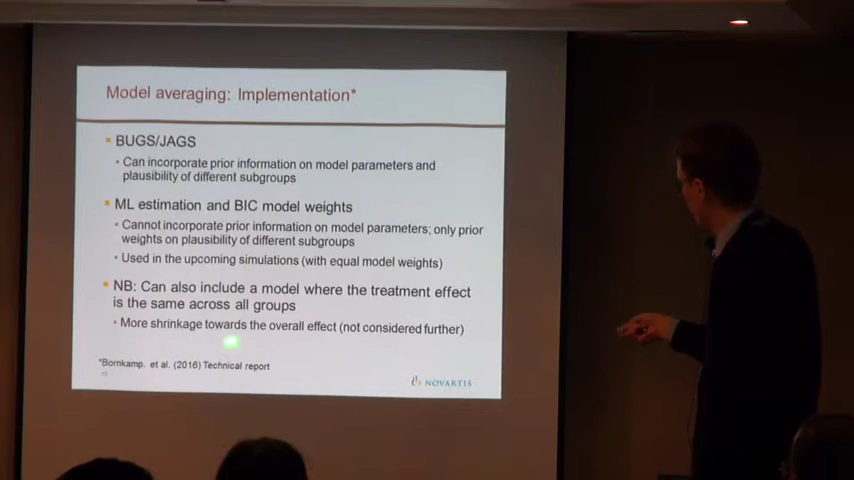 Model averaging: Implementation*
BUGS/JAGS
Can incorporate prior information on model parameters and
plausibility of different subgroups
ML estimation and BIC model weights
Cannot incorporate prior information on model parameters; only prior
weights on plausibility of different subgroups
Used in the upcoming simulations (with equal model weights)
NB: Can also include a model where the treatment effect
is the same across all groups
More shrinkage towards the overall effect (not considered further)
*Bornkamp. et al. (2016) Technical report
NOVARTIS